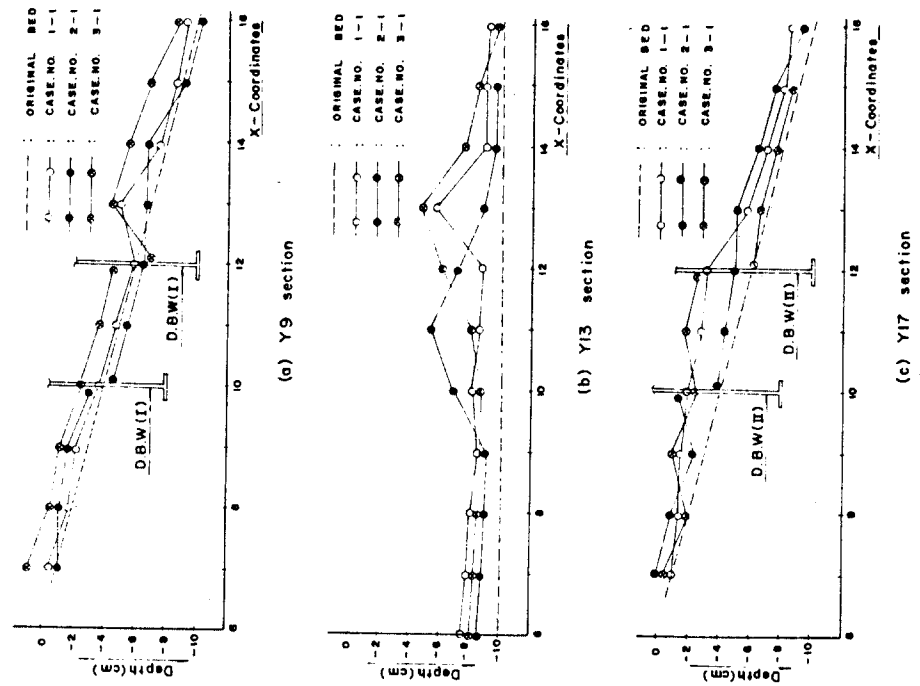 Depth (cm)
0
-2
-4
-6
-8
-10
ORIGINAL BED
CASE.NO. 1-1
CASE.NO. 2-1
CASE.NO. 3-1
D.B.W(I)
D.B.W(I)
6 8 10 12 14 16
X-Coordinates
(a) Y9 section
Depth (cm)
0
-2
-4
-6
-8
-10
ORIGINAL BED
CASE.NO. 1-1
CASE.NO. 2-1
CASE.NO. 3-1
6 8 10 12 14 16
X-Coordinates
(b) Y13 section
Depth (cm)
0
-2
-4
-6
-8
-10
ORIGINAL BED
CASE.NO. 1-1
CASE.NO. 2-1
CASE.NO. 3-1
D.B.W(II)
D.B.W(II)
6 8 10 12 14 16
X-Coordinates
(c) Y17 section